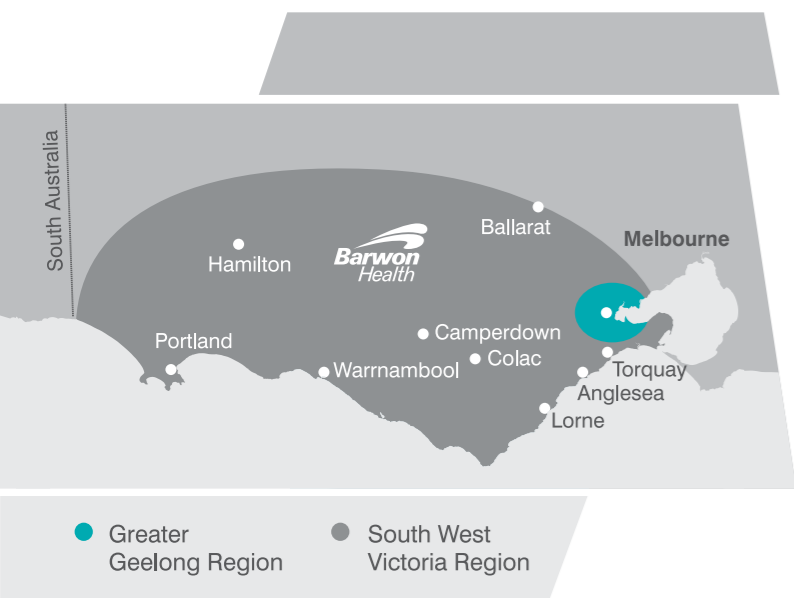 South Australia
Ballarat
Melbourne
Hamilton
Barwon
Health
Portland
Camperdown
Colac
Warrnambool
Torquay
Anglesea
Lorne
Greater
Geelong Region
South West
Victoria Region